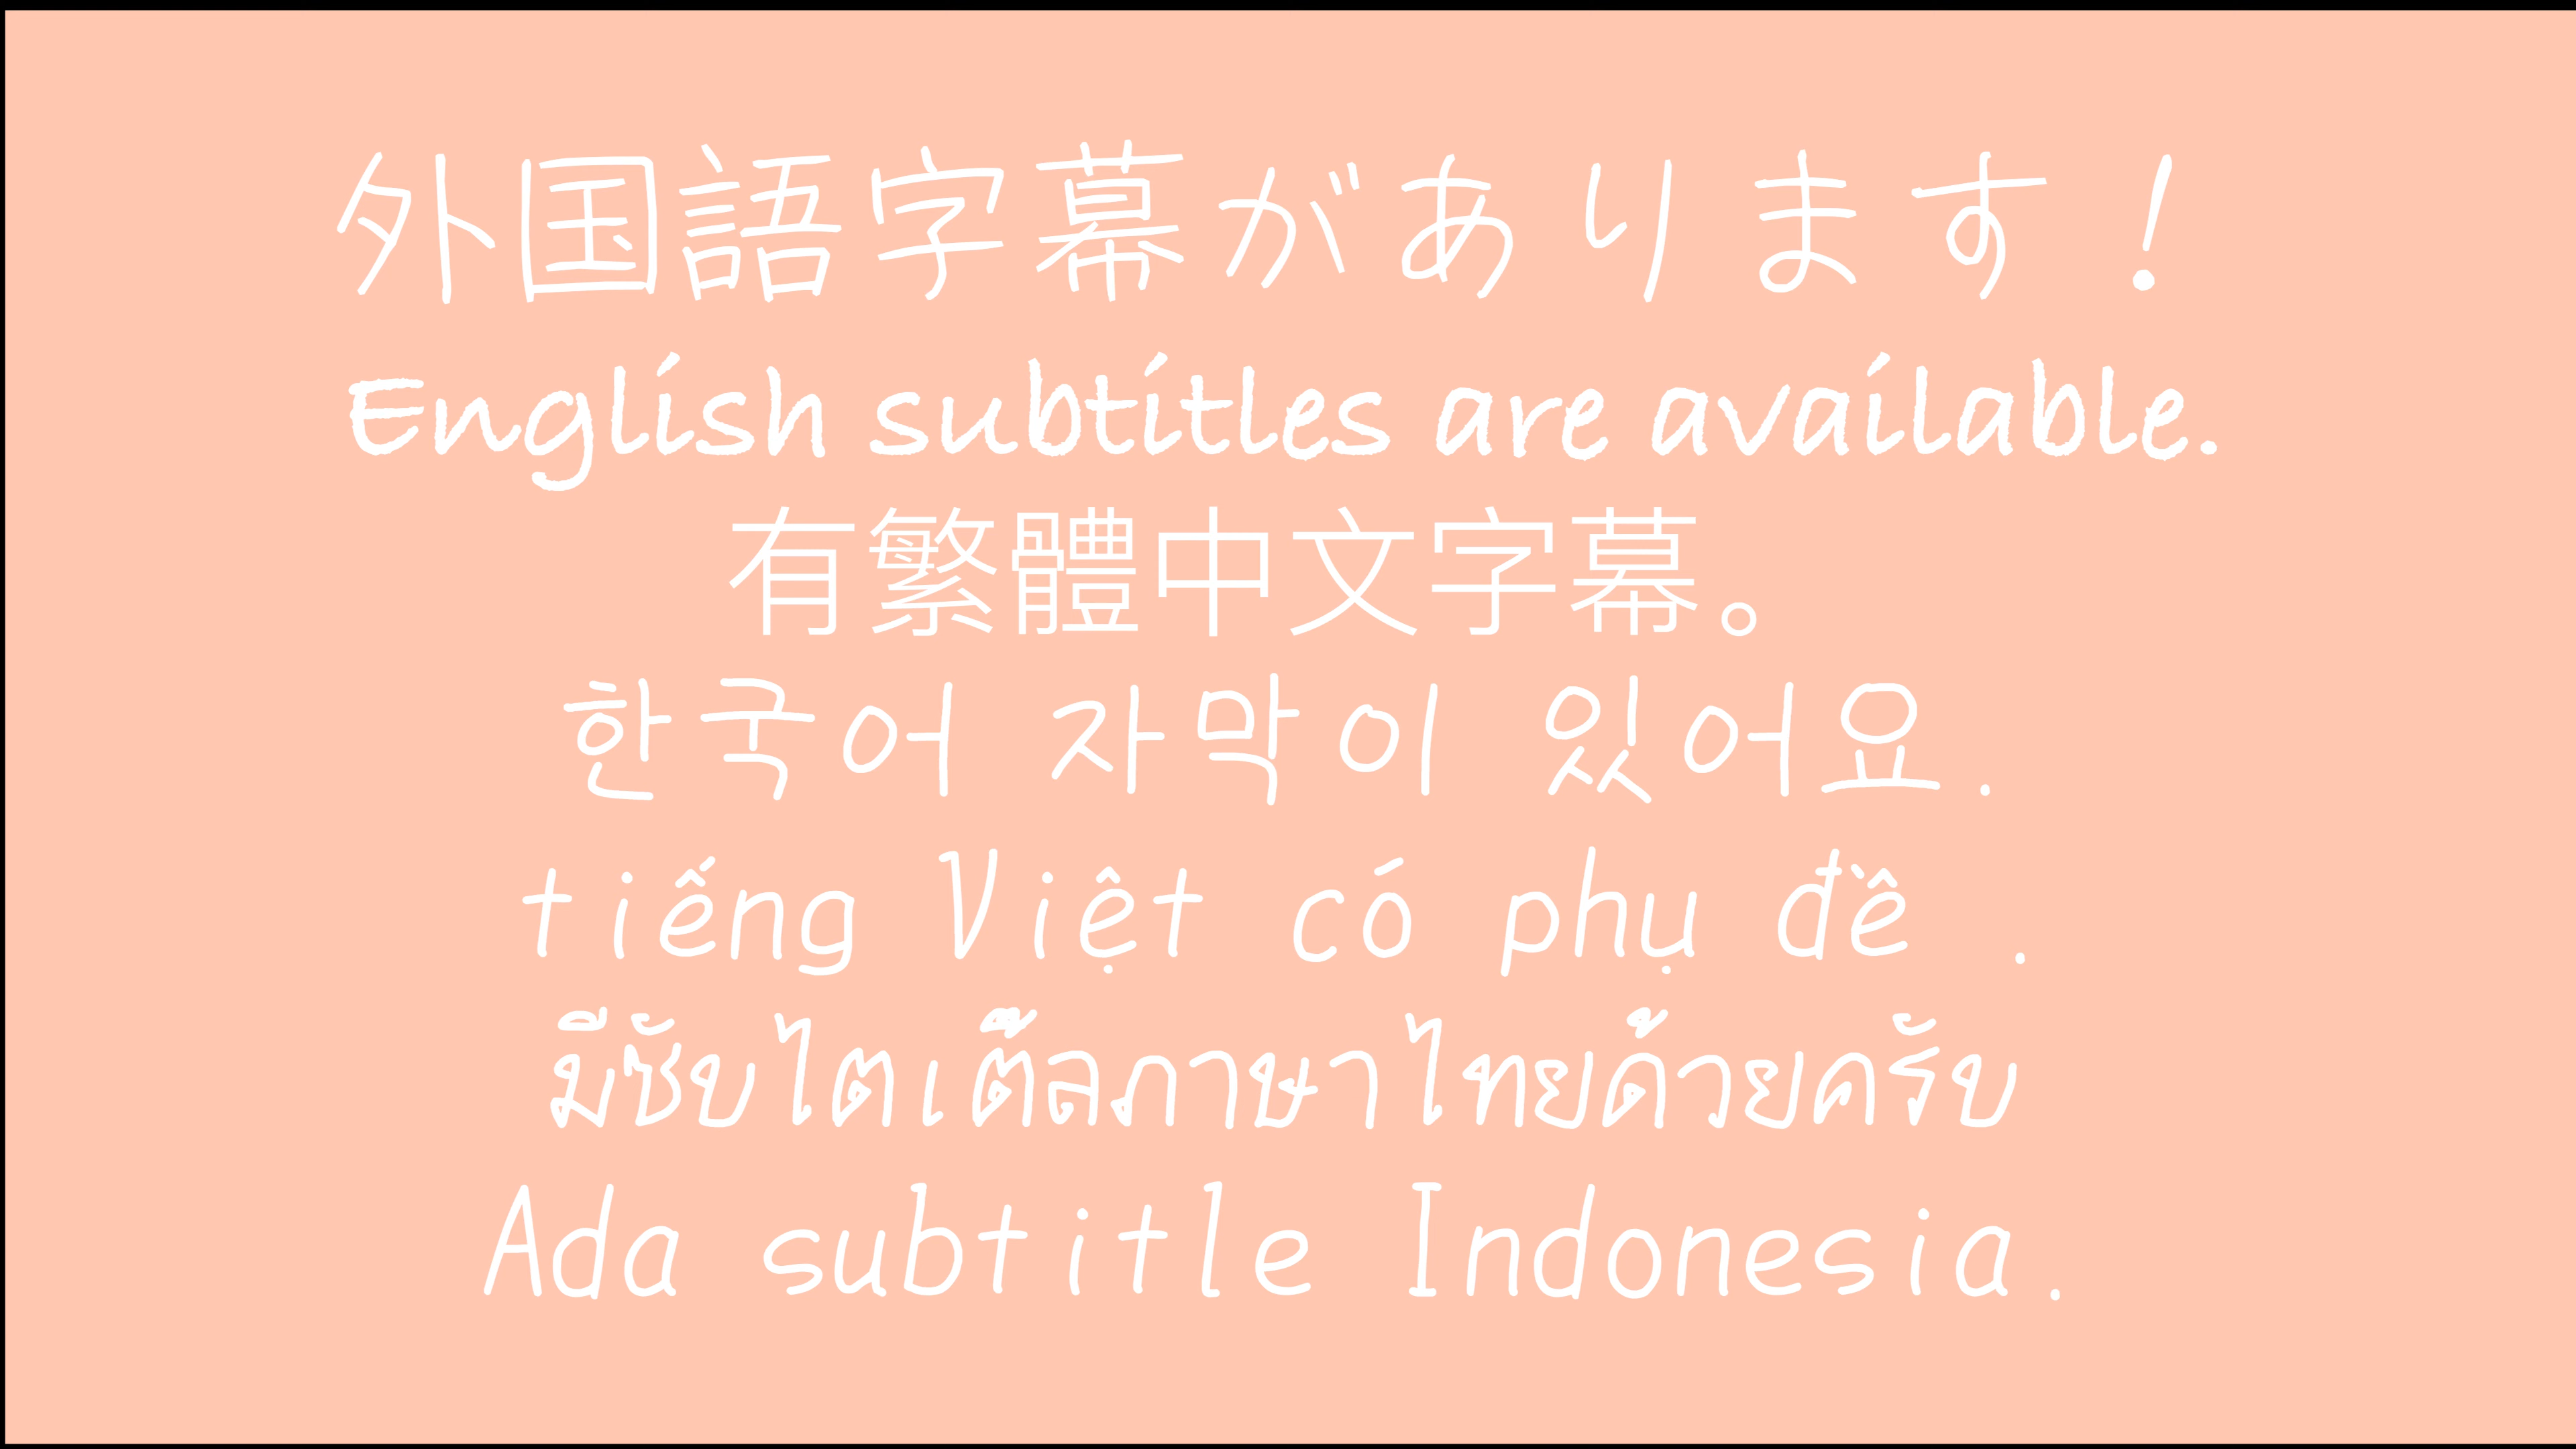 外国語字幕があります！
English subtitles are available.
有繁體中文字幕。
한국어 자막이 있어요.
tiếng Việt có phụ đề .
มีซับไตเติ้ลภาษาไทยด้วยครับ
Ada subtitle Indonesia.